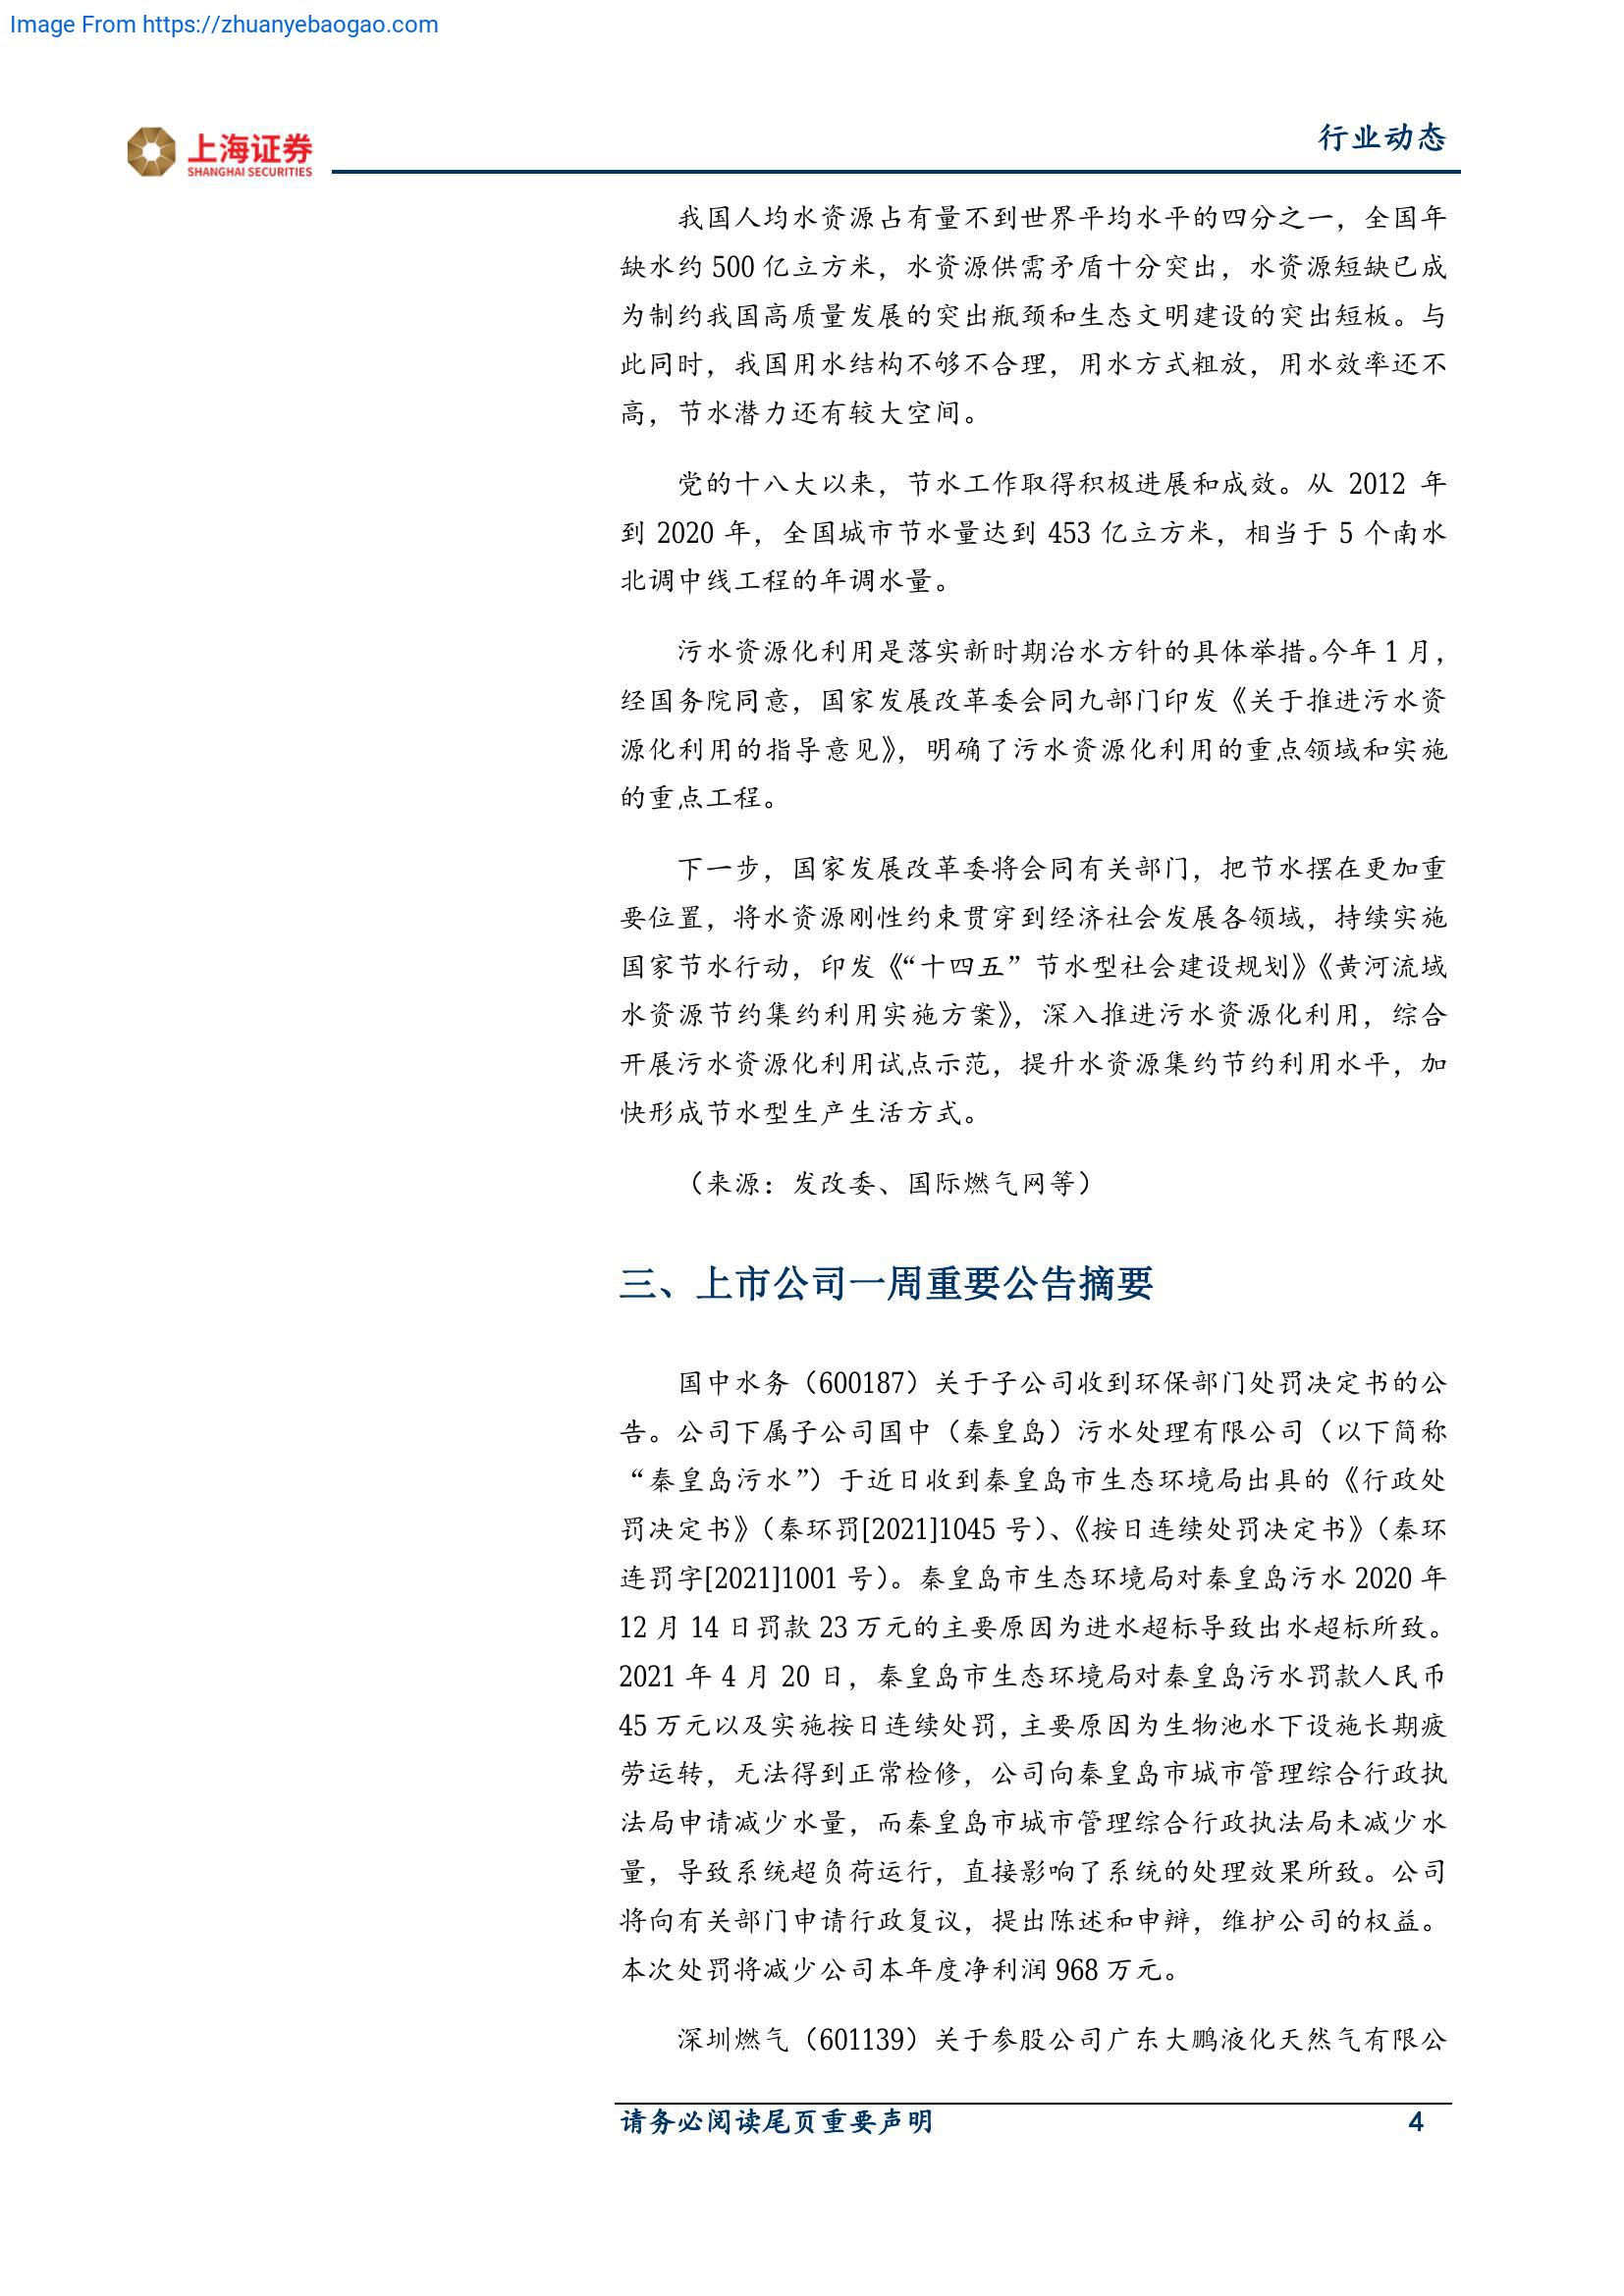 Image From https://zhuanyebaogao.com
上海证券
SHANGHAI SECURITIES
行业动态
我国人均水资源占有量不到世界平均水平的四分之一，全国年
缺水约 500 亿立方米，水资源供需矛盾十分突出，水资源短缺已成
为制约我国高质量发展的突出瓶颈和生态文明建设的突出短板。与
此同时，我国用水结构不够不合理，用水方式粗放，用水效率还不
高，节水潜力还有较大空间。
党的十八大以来，节水工作取得积极进展和成效。从 2012 年
到 2020 年，全国城市节水量达到 453 亿立方米，相当于 5 个南水
北调中线工程的年调水量。
污水资源化利用是落实新时期治水方针的具体举措。今年 1 月，
经国务院同意，国家发展改革委会同九部门印发《关于推进污水资
源化利用的指导意见》，明确了污水资源化利用的重点领域和实施
的重点工程。
下一步，国家发展改革委将会同有关部门，把节水摆在更加重
要位置，将水资源刚性约束贯穿到经济社会发展各领域，持续实施
国家节水行动，印发《“十四五”节水型社会建设规划》《黄河流域
水资源节约集约利用实施方案》，深入推进污水资源化利用，综合
开展污水资源化利用试点示范，提升水资源集约节约利用水平，加
快形成节水型生产生活方式。
（来源：发改委、国际燃气网等）
三、上市公司一周重要公告摘要
国中水务（600187）关于子公司收到环保部门处罚决定书的公
告。公司下属子公司国中（秦皇岛）污水处理有限公司（以下简称
“秦皇岛污水”）于近日收到秦皇岛市生态环境局出具的《行政处
罚决定书》（秦环罚[2021]1045 号）、《按日连续处罚决定书》（秦环
连罚字[2021]1001 号）。秦皇岛市生态环境局对秦皇岛污水 2020 年
12 月 14 日罚款 23 万元的主要原因为进水超标导致出水超标所致。
2021 年 4 月 20 日，秦皇岛市生态环境局对秦皇岛污水罚款人民币
45 万元以及实施按日连续处罚，主要原因为生物池水下设施长期疲
劳运转，无法得到正常检修，公司向秦皇岛市城市管理综合行政执
法局申请减少水量，而秦皇岛市城市管理综合行政执法局未减少水
量，导致系统超负荷运行，直接影响了系统的处理效果所致。公司
将向有关部门申请行政复议，提出陈述和申辩，维护公司的权益。
本次处罚将减少公司本年度净利润 968 万元。
深圳燃气（601139）关于参股公司广东大鹏液化天然气有限公
请务必阅读尾页重要声明 4